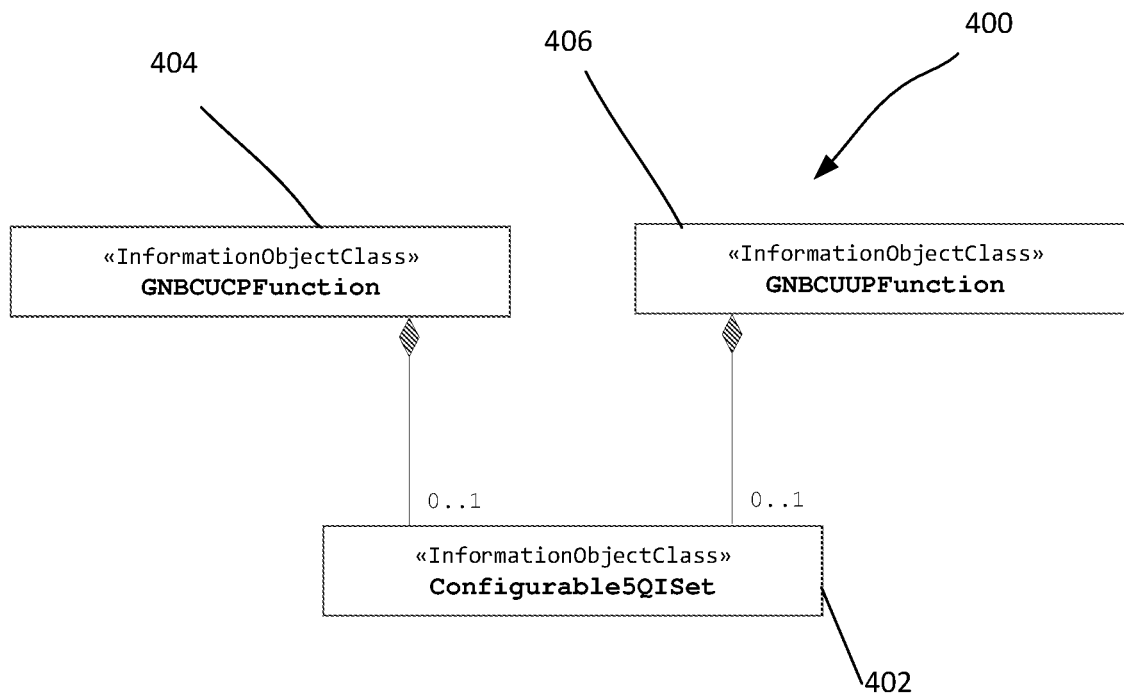 400
406
404
«InformationObjectClass»
GNBCUCPFunction
«InformationObjectClass»
GNBCUUPFunction
0..1
0..1
«InformationObjectClass»
Configurable5QISet
402